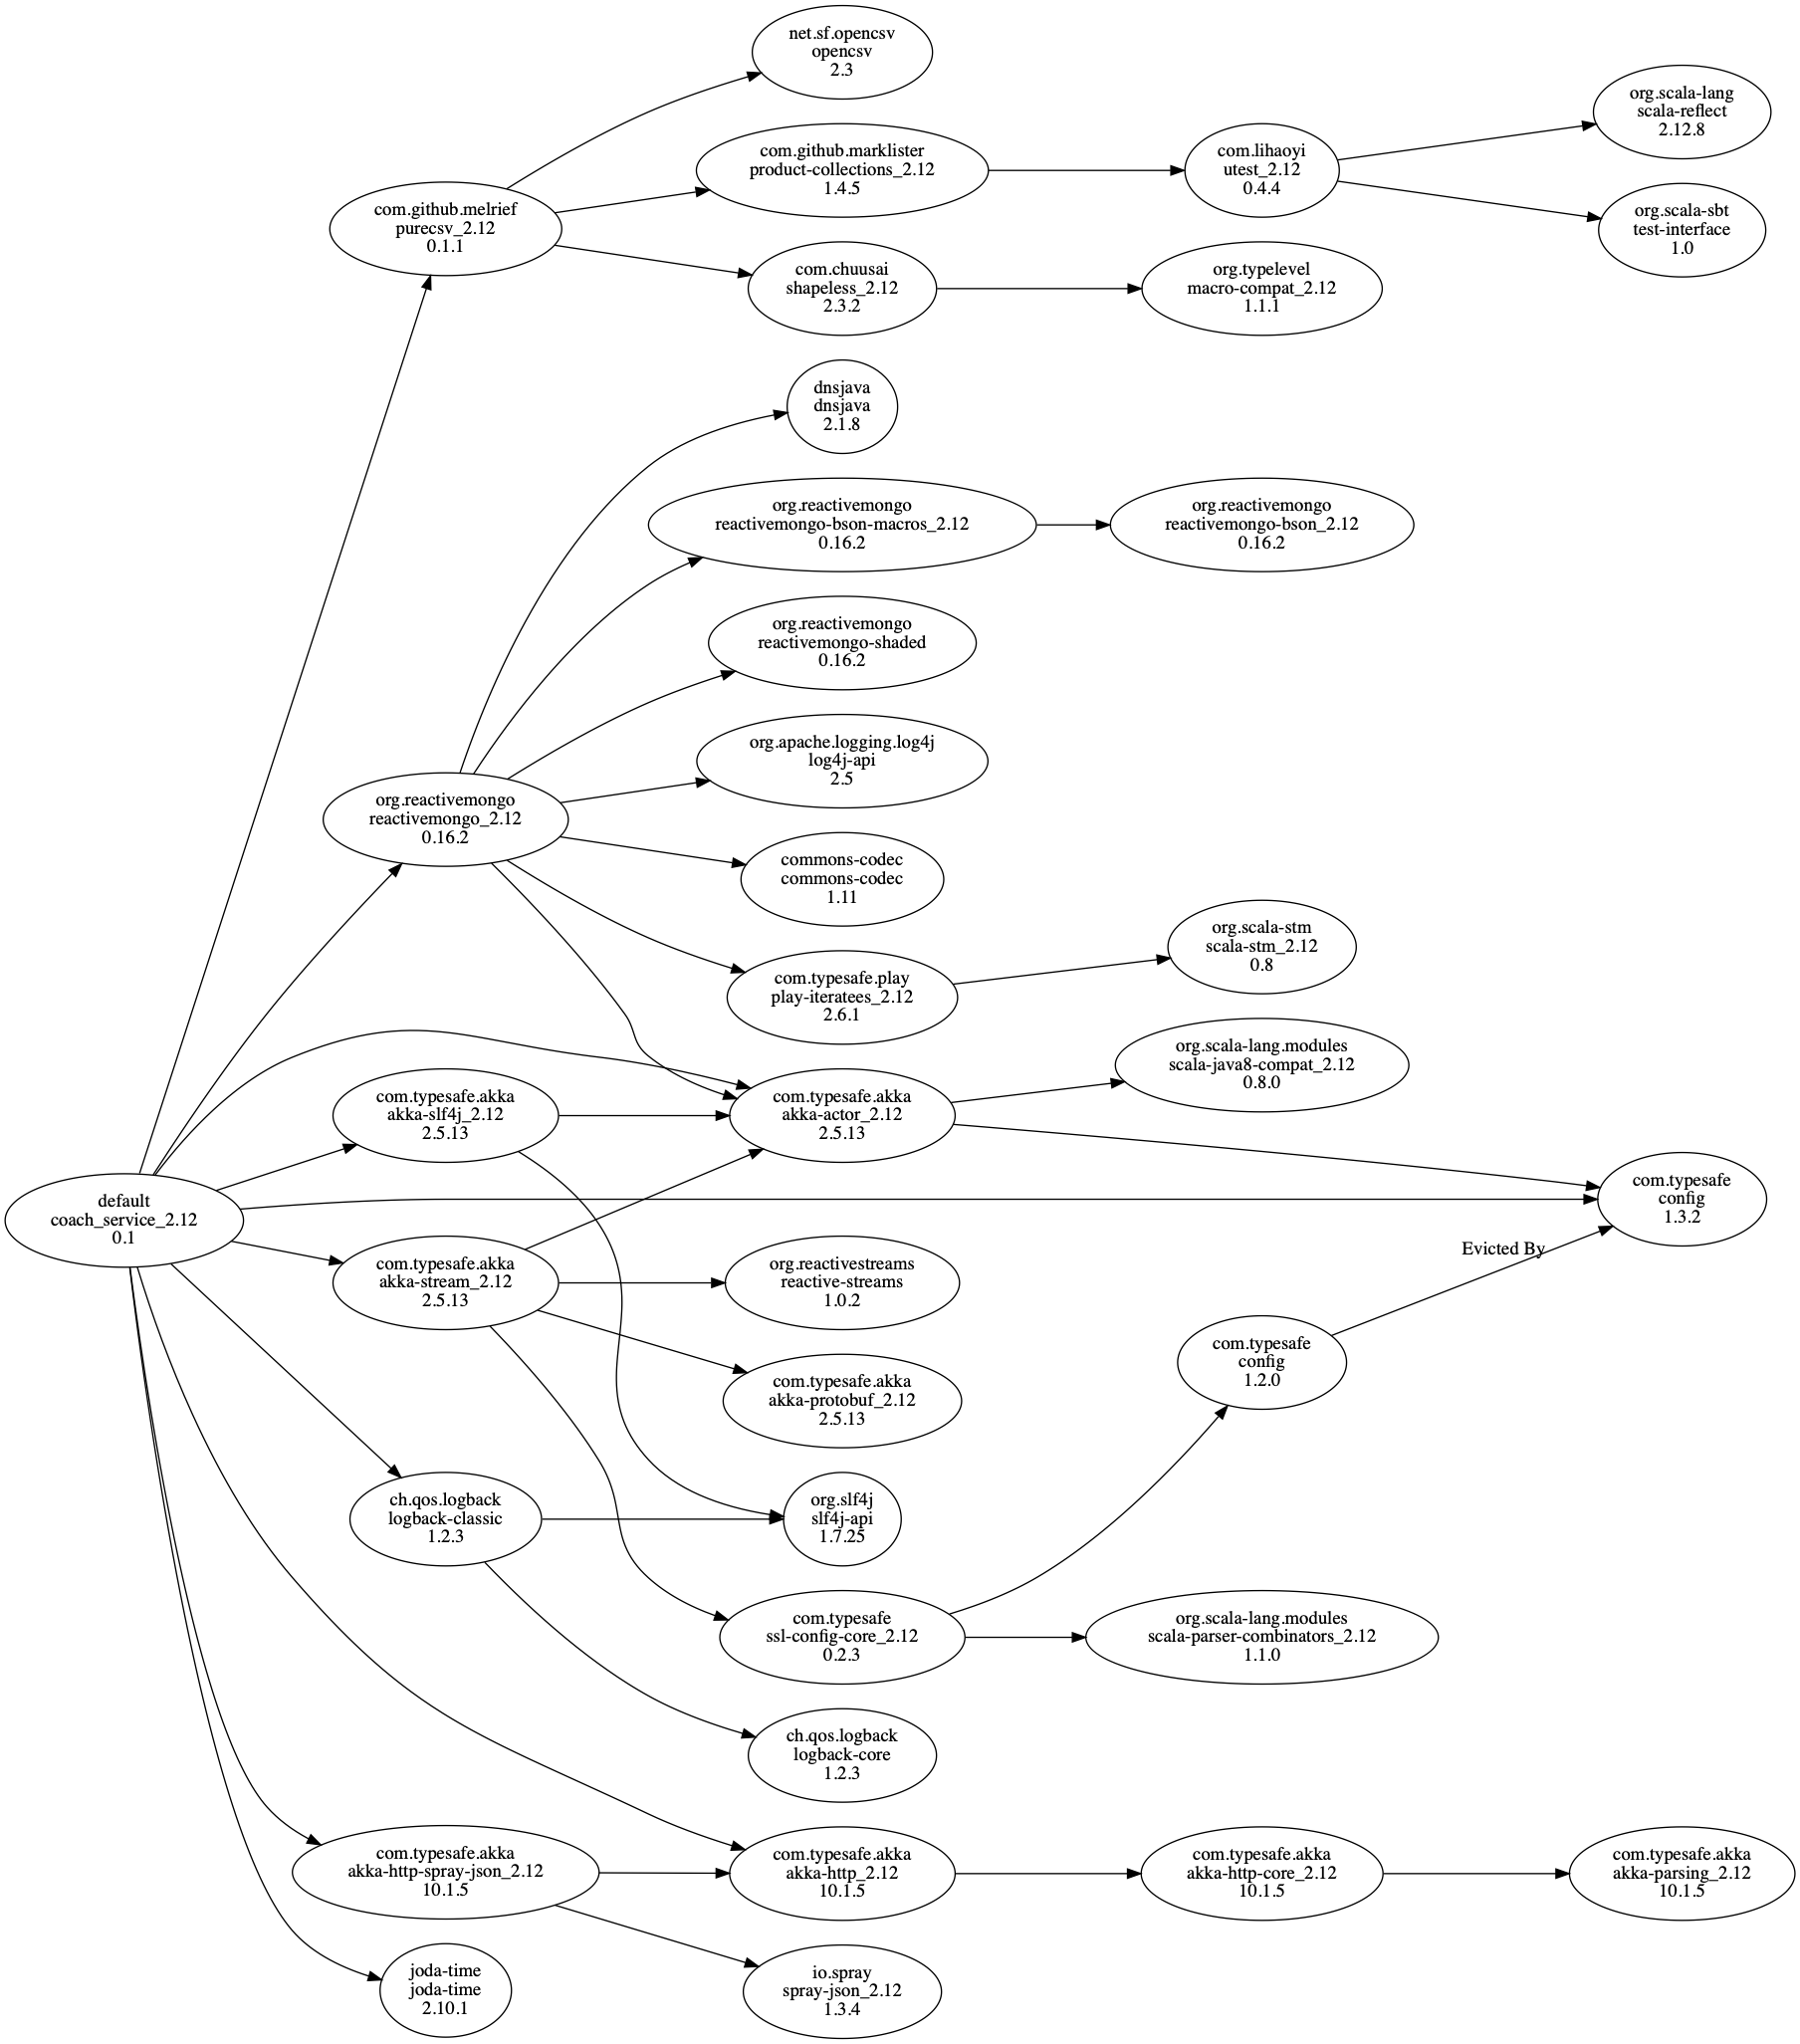 net.sf.opencsv
opencsv
2.3
org.scala-lang
scala-reflect
2.12.8
com.github.marklister
product-collections_2.12
1.4.5
com.lihaoyi
utest_2.12
0.4.4
com.github.melrief
purecsv_2.12
0.1.1
org.scala-sbt
test-interface
1.0
com.chuusai
shapeless_2.12
2.3.2
org.typelevel
macro-compat_2.12
1.1.1
dnsjava
dnsjava
2.1.8
org.reactivemongo
reactivemongo-bson-macros_2.12
0.16.2
org.reactivemongo
reactivemongo-bson_2.12
0.16.2
org.reactivemongo
reactivemongo-shaded
0.16.2
org.apache.logging.log4j
log4j-api
2.5
org.reactivemongo
reactivemongo_2.12
0.16.2
commons-codec
commons-codec
1.11
org.scala-stm
scala-stm_2.12
0.8
com.typesafe.play
play-iteratees_2.12
2.6.1
org.scala-lang.modules
scala-java8-compat_2.12
0.8.0
com.typesafe.akka
akka-slf4j_2.12
2.5.13
com.typesafe.akka
akka-actor_2.12
2.5.13
default
coach_service_2.12
0.1
com.typesafe
config
1.3.2
Evicted By
com.typesafe.akka
akka-stream_2.12
2.5.13
org.reactivestreams
reactive-streams
1.0.2
com.typesafe
config
1.2.0
com.typesafe.akka
akka-protobuf_2.12
2.5.13
ch.qos.logback
logback-classic
1.2.3
org.slf4j
slf4j-api
1.7.25
com.typesafe
ssl-config-core_2.12
0.2.3
org.scala-lang.modules
scala-parser-combinators_2.12
1.1.0
ch.qos.logback
logback-core
1.2.3
com.typesafe.akka
akka-http-spray-json_2.12
10.1.5
com.typesafe.akka
akka-http_2.12
10.1.5
com.typesafe.akka
akka-http-core_2.12
10.1.5
com.typesafe.akka
akka-parsing_2.12
10.1.5
joda-time
joda-time
2.10.1
io.spray
spray-json_2.12
1.3.4